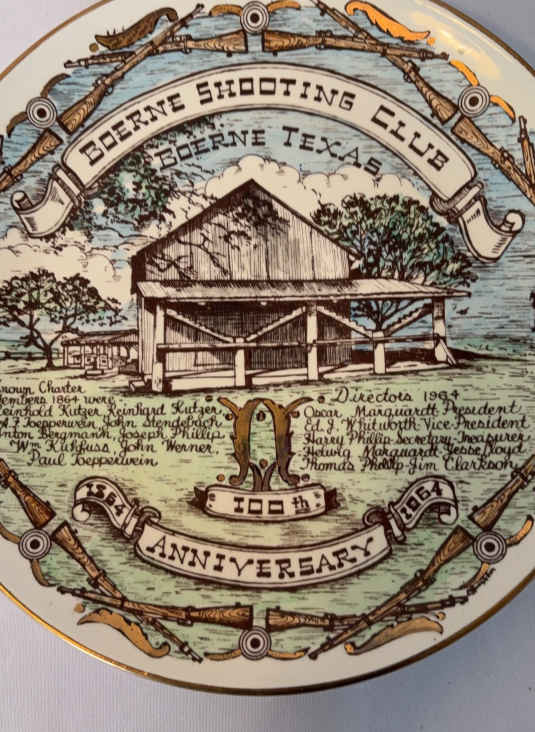 BOERNE SHOOTING CLUB
BOERNE TEXAS
Known Charter
Members 1864 were
Reinhold Kutzer, Reinhard Kutzer,
A.F. Toepperwein, John Stendebach
Anton Bergmann, Joseph Phillip,
Wm. Kuhfuss, John Werner,
Paul Toepperwein
Directors 1964
Oscar Marquardt President
Ed. J. Whitworth Vice President
Harry Phillip Secretary Treasurer
Helwig Marquardt Jesse Lloyd
Thomas Phillip Jim Clarkson
100th
1864 1964
ANNIVERSARY